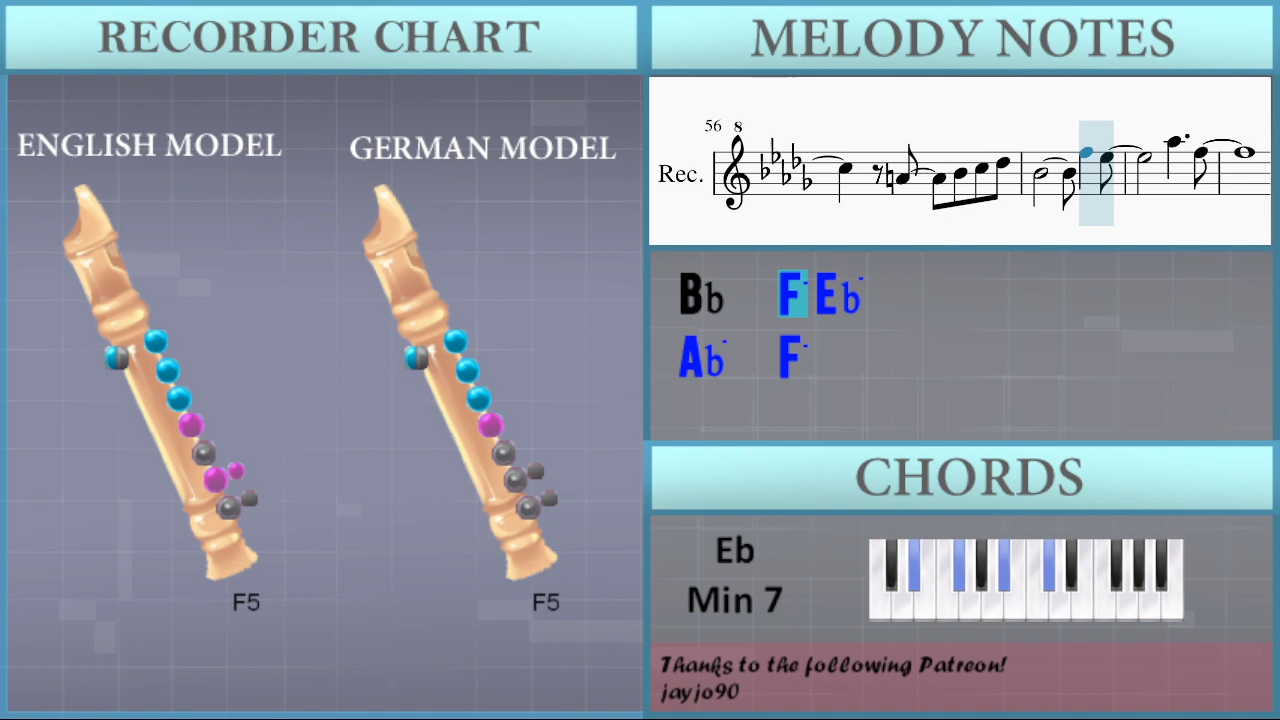 RECORDER CHART
MELODY NOTES
ENGLISH MODEL
GERMAN MODEL
56
8
Rec.
Bb F- Eb-
Ab- F-
CHORDS
Eb
Min 7
F5
F5
Thanks to the following Patreon!
jayjo90